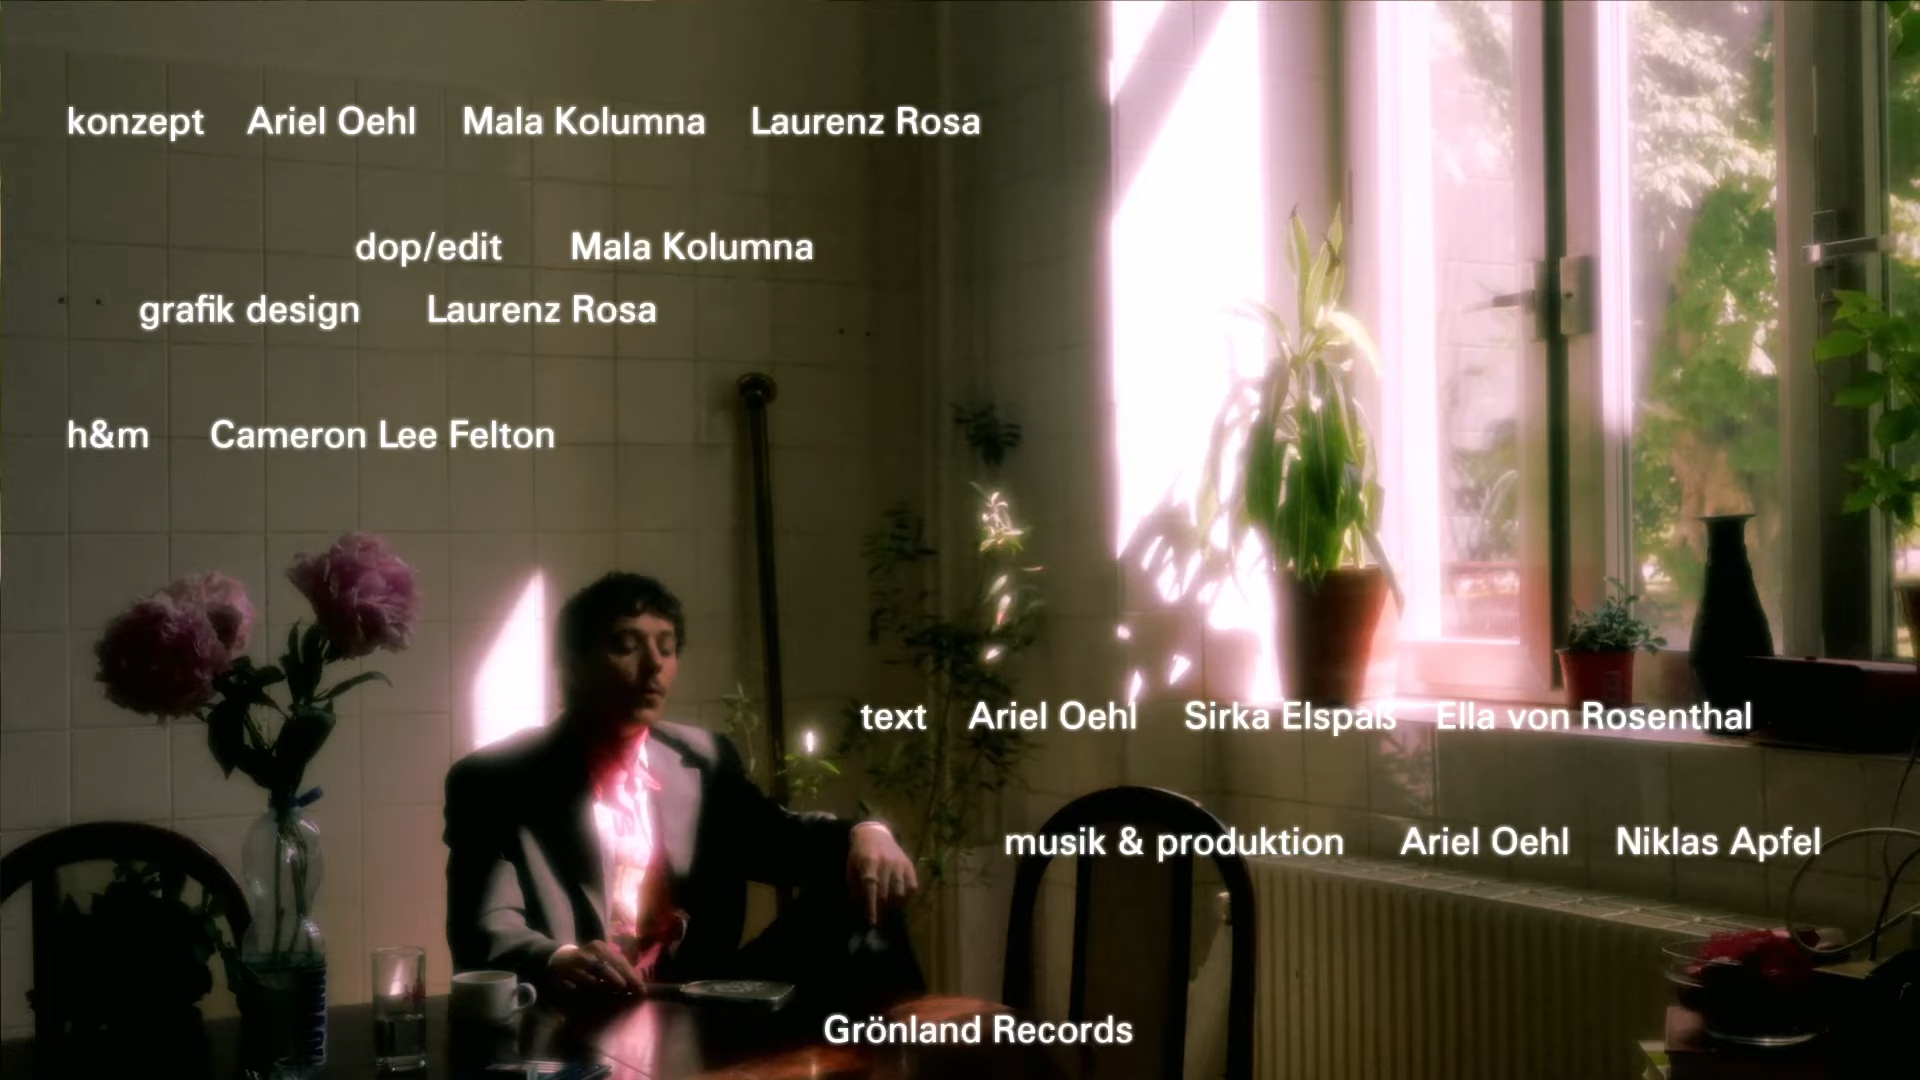 konzept Ariel Oehl Mala Kolumna Laurenz Rosa
dop/edit Mala Kolumna
grafik design Laurenz Rosa
h&m Cameron Lee Felton
text Ariel Oehl Sirka Elspaß Ella von Rosenthal
musik & produktion Ariel Oehl Niklas Apfel
Grönland Records